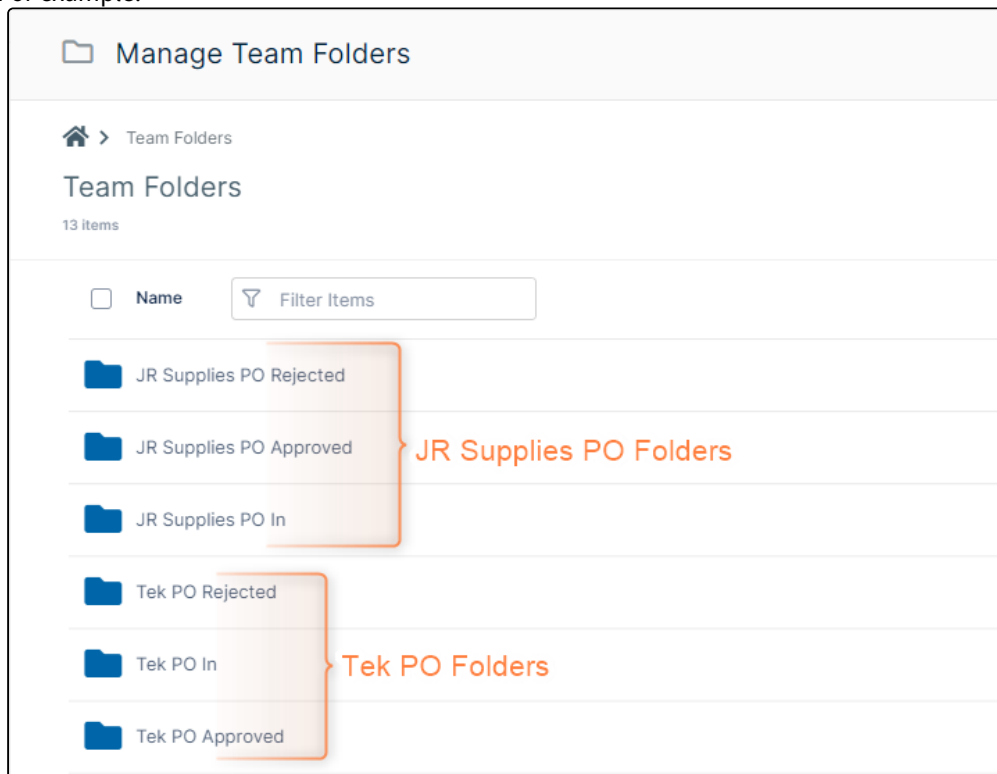 or example:
Manage Team Folders
Team Folders
Team Folders
13 items
Name
Filter Items
JR Supplies PO Rejected
JR Supplies PO Approved
JR Supplies PO Folders
JR Supplies PO In
Tek PO Rejected
Tek PO In
Tek PO Folders
Tek PO Approved